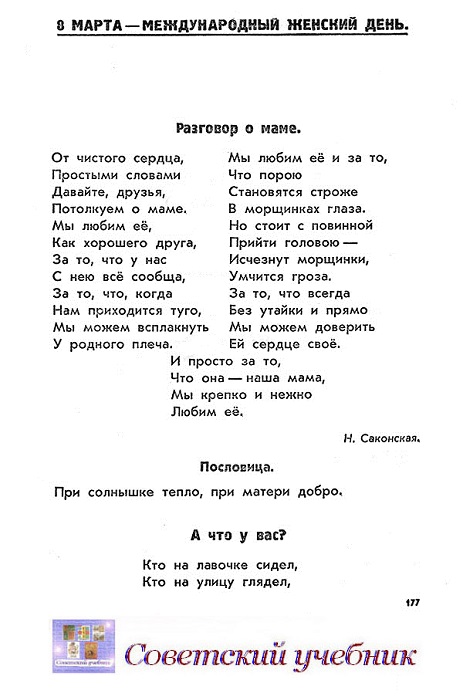 8 МАРТА — МЕЖДУНАРОДНЫЙ ЖЕНСКИЙ ДЕНЬ.
Разговор о маме.
От чистого сердца,
Простыми словами
Давайте, друзья,
Потолкуем о маме.
Мы любим её,
Как хорошего друга,
За то, что у нас
С нею всё сообща,
За то, что, когда
Нам приходится туго,
Мы можем всплакнуть
У родного плеча.
Мы любим её и за то,
Что порою
Становятся строже
В морщинках глаза.
Но стоит с повинной
Прийти головою —
Исчезнут морщинки,
Умчится гроза.
За то, что всегда
Без утайки и прямо
Мы можем доверить
Ей сердце своё.
И просто за то,
Что она — наша мама,
Мы крепко и нежно
Любим её.
Н. Саконская.
Пословица.
При солнышке тепло, при матери добро.
А что у вас?
Кто на лавочке сидел,
Кто на улицу глядел,
177
Советский учебник
Советский учебник